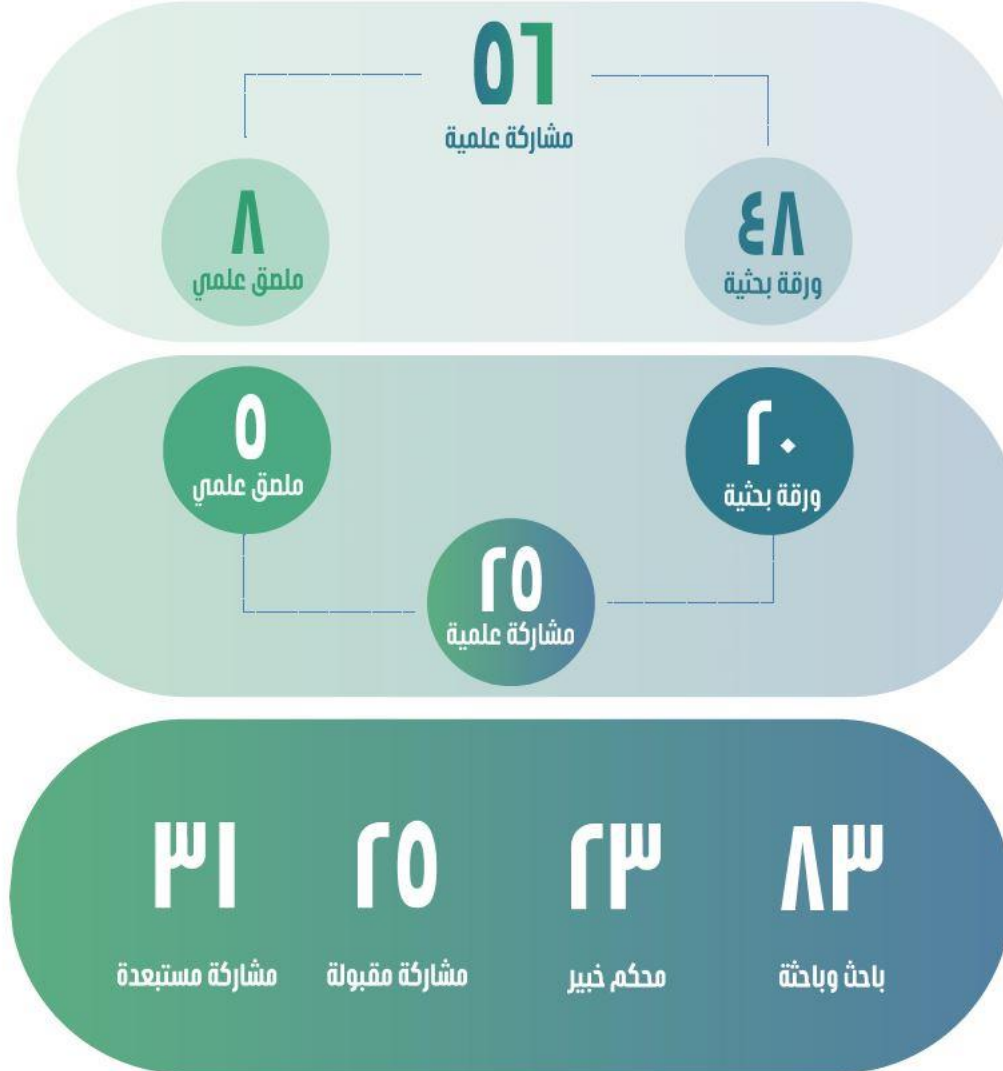 ٥٦
مشاركة علمية
٤٨
ورقة بحثية
٨
ملصق علمي
٢٠
ورقة بحثية
٥
ملصق علمي
٢٥
مشاركة علمية
٨٣
باحث وباحثة
٢٣
محكم خبير
٢٥
مشاركة مقبولة
٣١
مشاركة مستبعدة